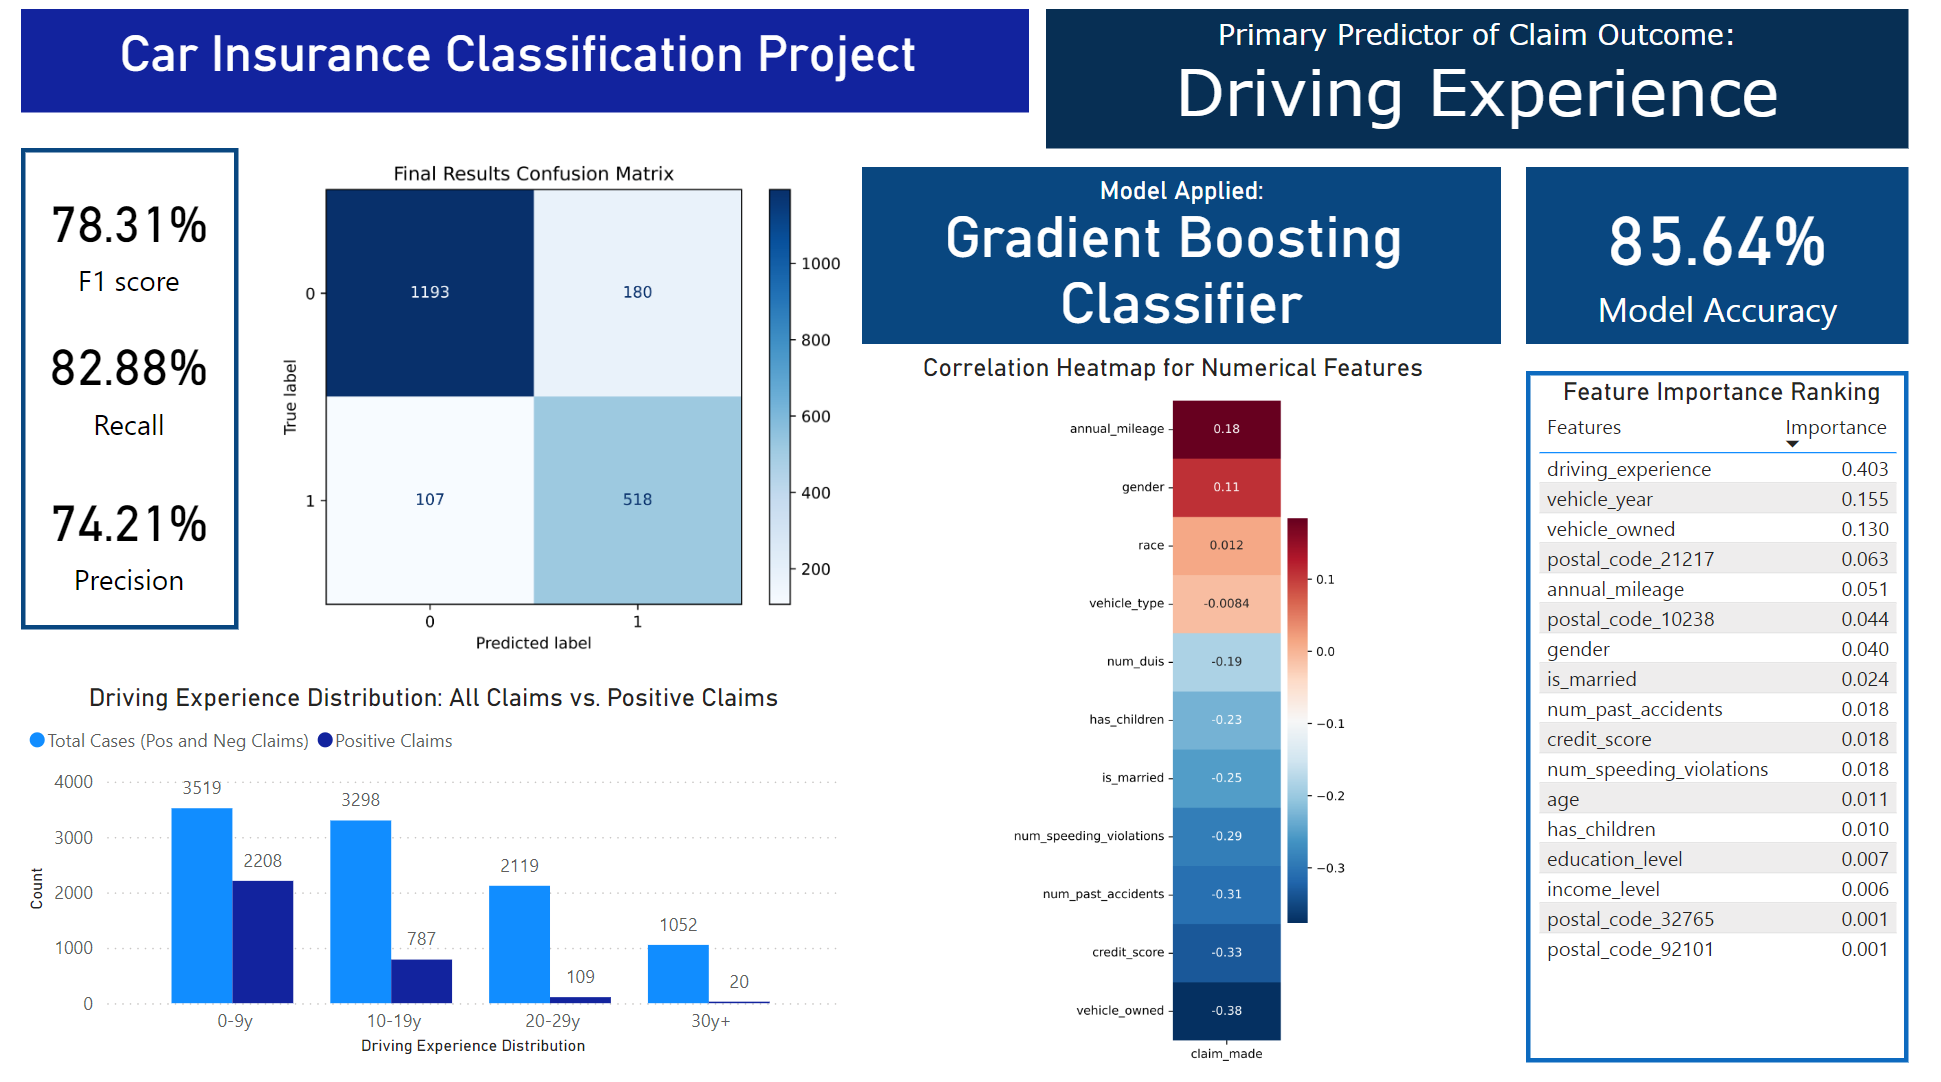 Car Insurance Classification Project
Primary Predictor of Claim Outcome:
Driving Experience
78.31%
F1 score
82.88%
Recall
74.21%
Precision
Final Results Confusion Matrix
True label
0
1193
180
1
107
518
0
1
Predicted label
1000
800
600
400
200
Model Applied:
Gradient Boosting
Classifier
85.64%
Model Accuracy
Correlation Heatmap for Numerical Features
annual_mileage
0.18
gender
0.11
race
0.012
vehicle_type
-0.0084
num_duis
-0.19
has_children
-0.23
is_married
-0.25
num_speeding_violations
-0.29
num_past_accidents
-0.31
credit_score
-0.33
vehicle_owned
-0.38
claim_made
0.1
0.0
−0.1
−0.2
−0.3
Feature Importance Ranking
Features Importance
driving_experience 0.403
vehicle_year 0.155
vehicle_owned 0.130
postal_code_21217 0.063
annual_mileage 0.051
postal_code_10238 0.044
gender 0.040
is_married 0.024
num_past_accidents 0.018
credit_score 0.018
num_speeding_violations 0.018
age 0.011
has_children 0.010
education_level 0.007
income_level 0.006
postal_code_32765 0.001
postal_code_92101 0.001
Driving Experience Distribution: All Claims vs. Positive Claims
Total Cases (Pos and Neg Claims) Positive Claims
Count
4000
3000
2000
1000
0
3519
2208
3298
787
2119
109
1052
20
0-9y
10-19y
20-29y
30y+
Driving Experience Distribution